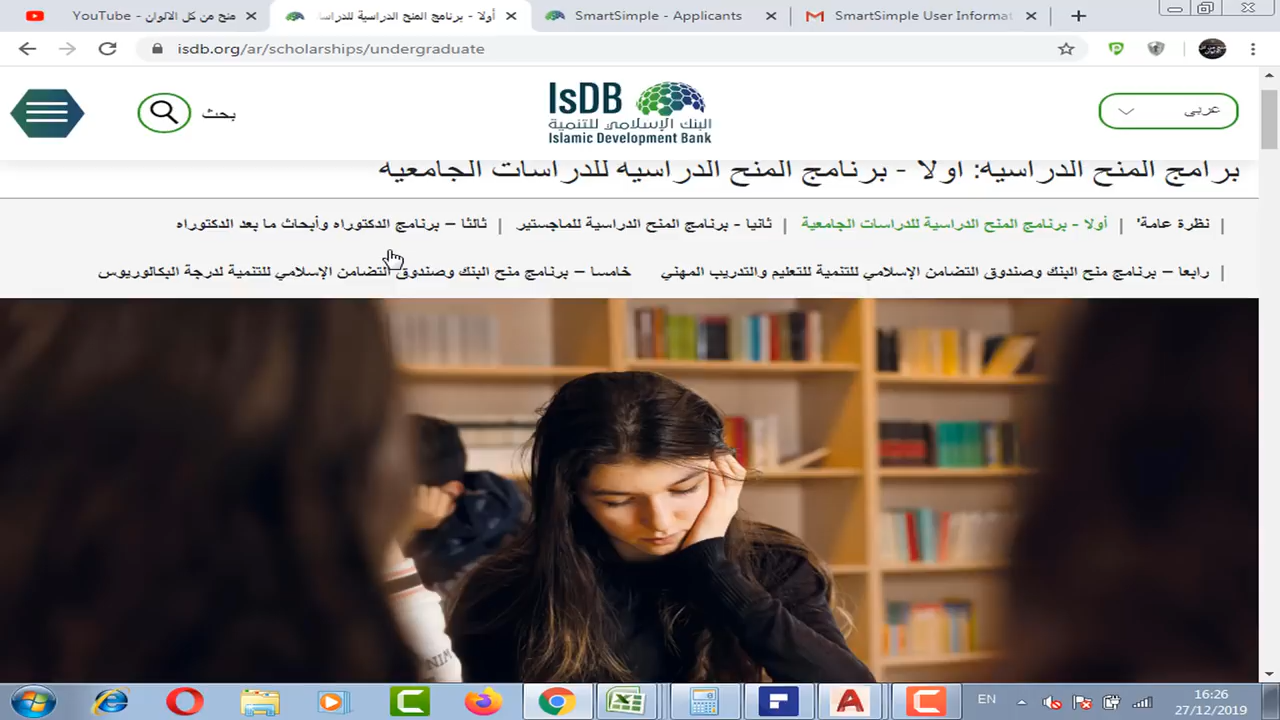 منح من كل الالوان - YouTube
أولا - برنامج المنح الدراسية للدراسا
SmartSimple - Applicants
SmartSimple User Informat
isdb.org/ar/scholarships/undergraduate
بحث
IsDB
البنك الإسلامي للتنمية
Islamic Development Bank
عربى
برامج المنح الدراسيه: اولا - برنامج المنح الدراسيه للدراسات الجامعيه
| نظرة عامة' | أولا - برنامج المنح الدراسية للدراسات الجامعية | ثانيا - برنامج المنح الدراسية للماجستير | ثالثا – برنامج الدكتوراه وأبحاث ما بعد الدكتوراه
| رابعا – برنامج منح البنك وصندوق التضامن الإسلامي للتنمية للتعليم والتدريب المهني خامسا – برنامج منح البنك وصندوق التضامن الإسلامي للتنمية لدرجة البكالوريوس
EN
16:26
27/12/2019